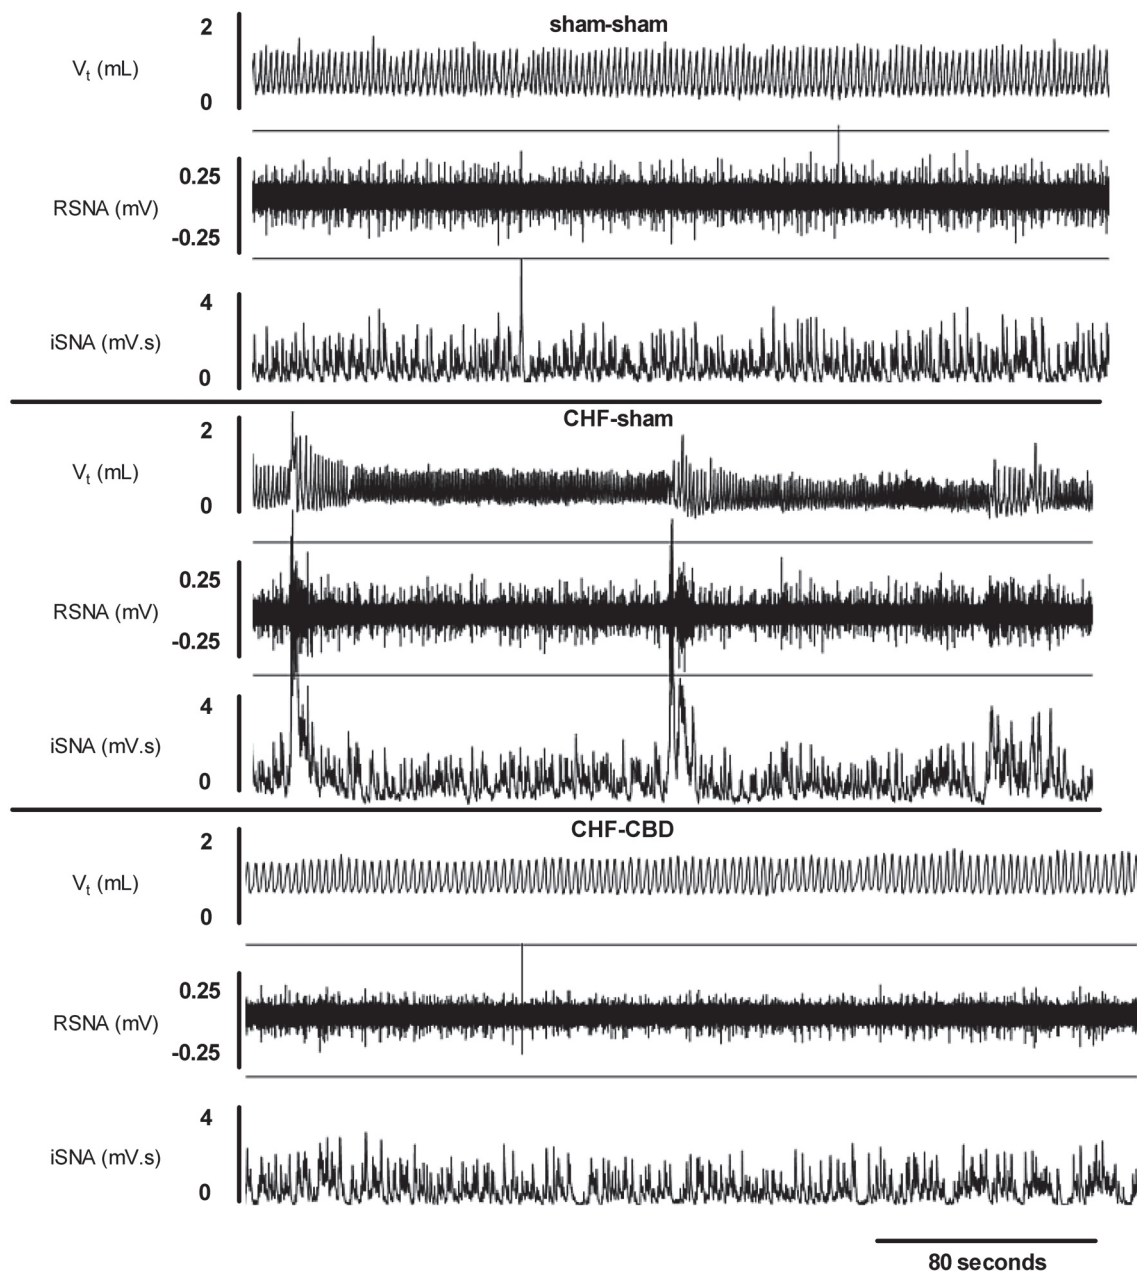 sham-sham
2
Vt (mL)
0
0.25
RSNA (mV)
-0.25
4
iSNA (mV.s)
0
CHF-sham
2
Vt (mL)
0
0.25
RSNA (mV)
-0.25
4
iSNA (mV.s)
0
CHF-CBD
2
Vt (mL)
0
0.25
RSNA (mV)
-0.25
4
iSNA (mV.s)
0
80 seconds